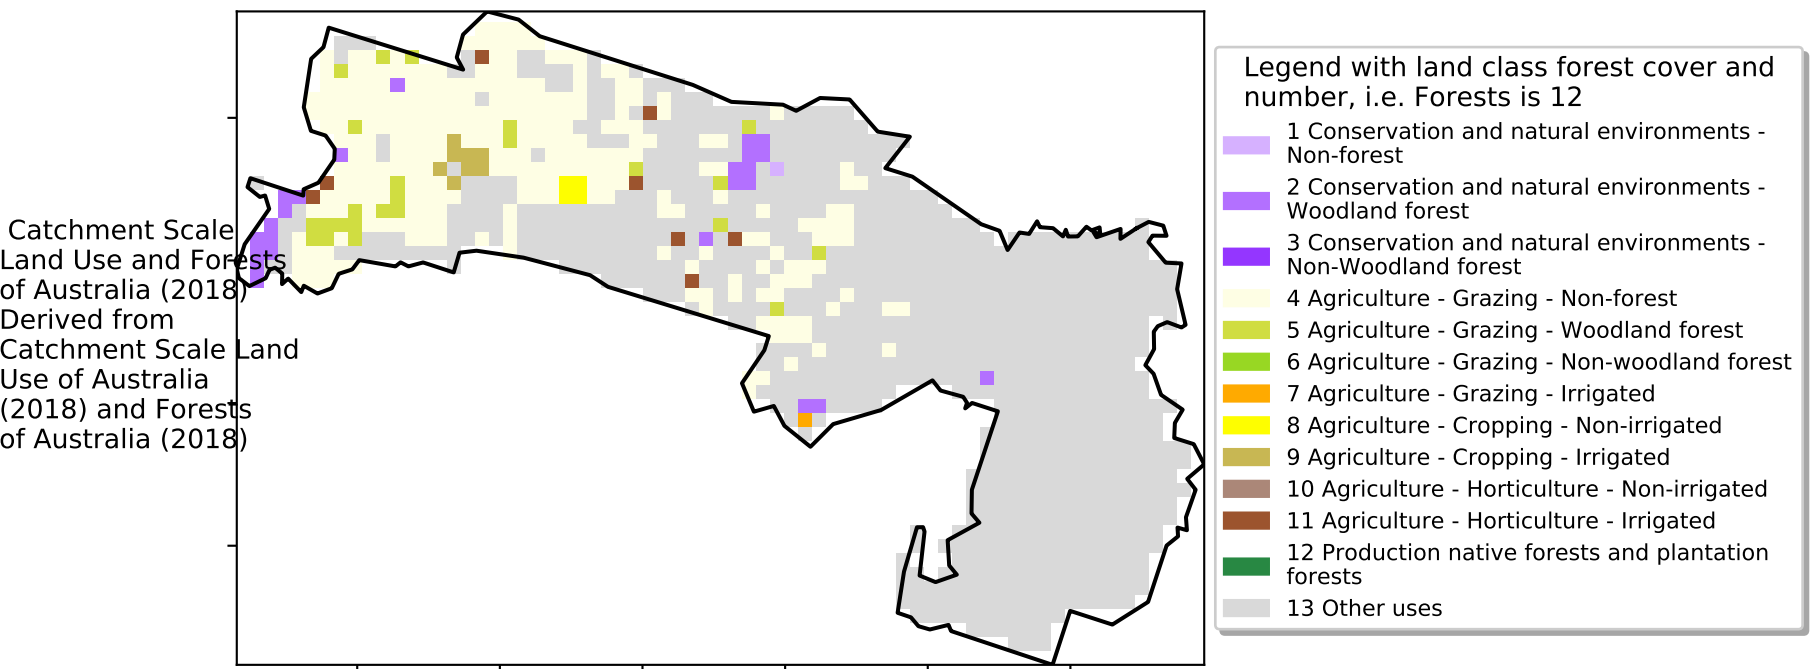 Catchment Scale
Land Use and Forests
of Australia (2018)
Derived from
Catchment Scale Land
Use of Australia
(2018) and Forests
of Australia (2018)
Legend with land class forest cover and
number, i.e. Forests is 12
1 Conservation and natural environments -
Non-forest
2 Conservation and natural environments -
Woodland forest
3 Conservation and natural environments -
Non-Woodland forest
4 Agriculture - Grazing - Non-forest
5 Agriculture - Grazing - Woodland forest
6 Agriculture - Grazing - Non-woodland forest
7 Agriculture - Grazing - Irrigated
8 Agriculture - Cropping - Non-irrigated
9 Agriculture - Cropping - Irrigated
10 Agriculture - Horticulture - Non-irrigated
11 Agriculture - Horticulture - Irrigated
12 Production native forests and plantation
forests
13 Other uses